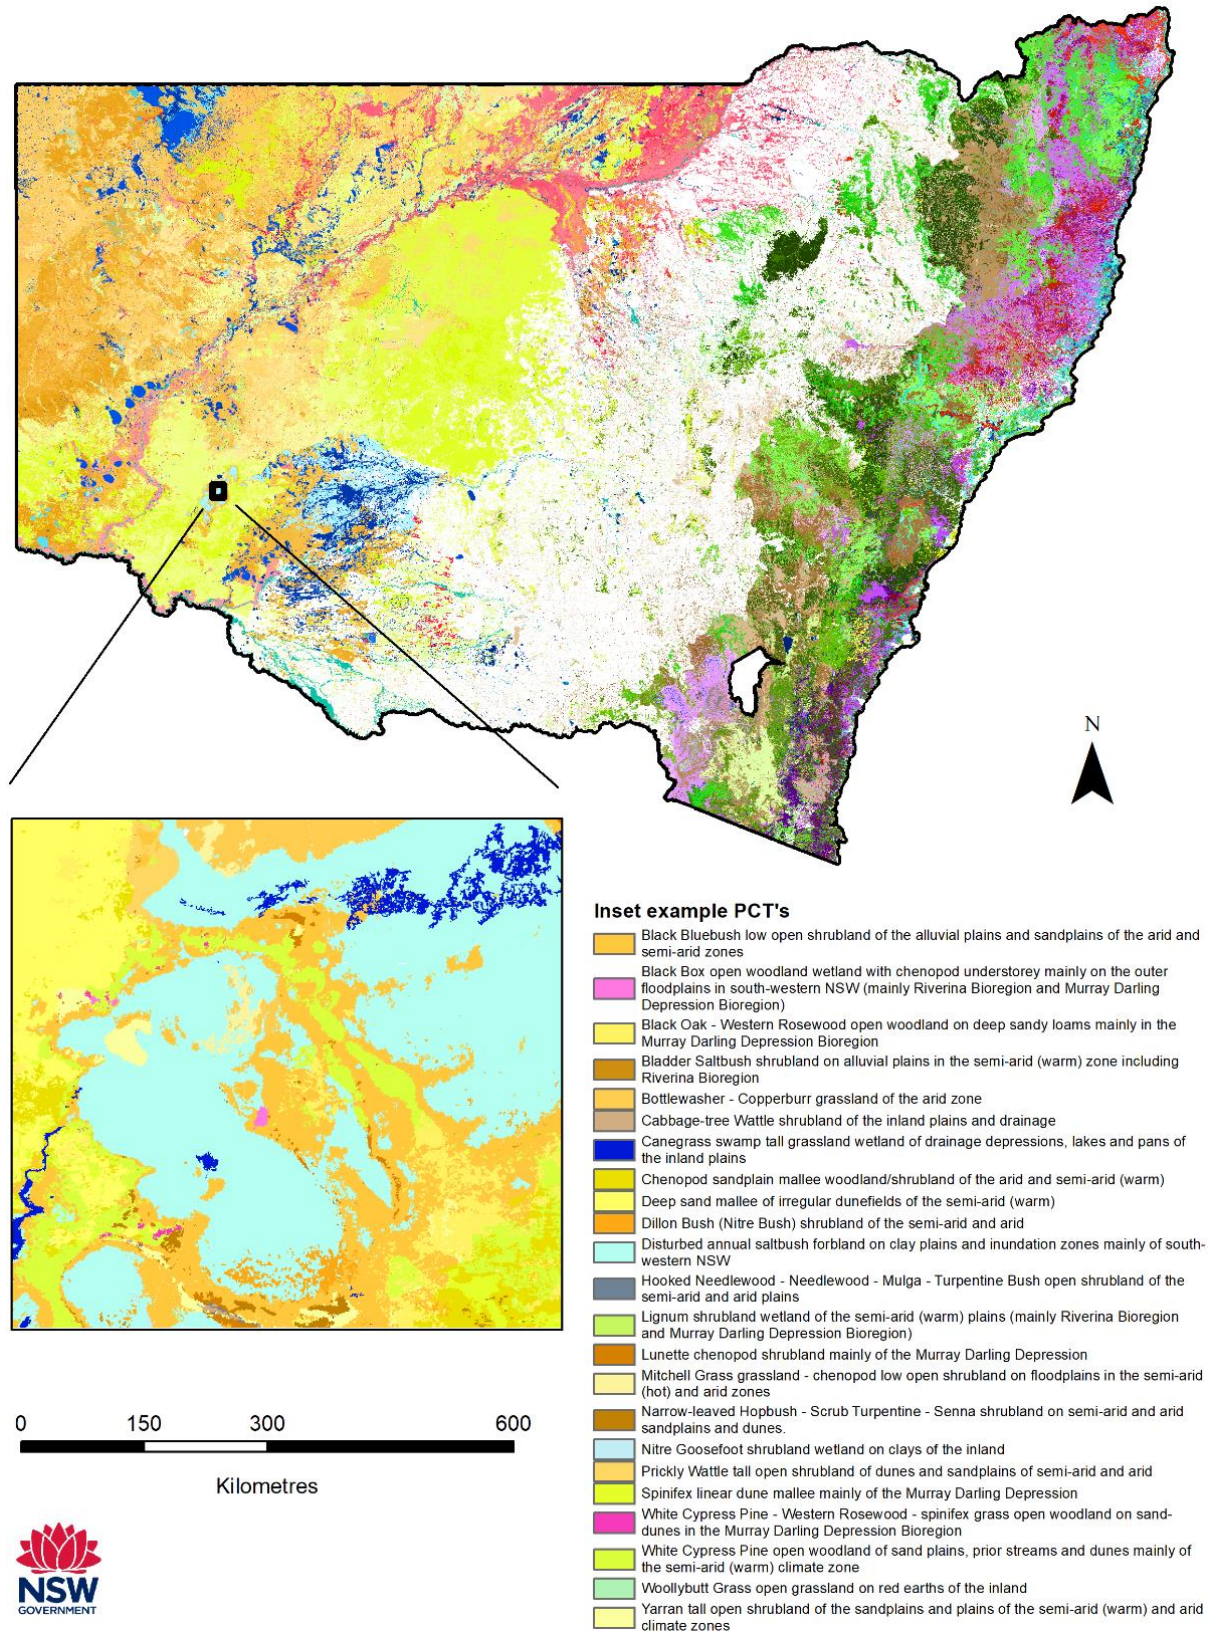 N
Inset example PCT's
Black Bluebush low open shrubland of the alluvial plains and sandplains of the arid and
semi-arid zones
Black Box open woodland wetland with chenopod understorey mainly on the outer
floodplains in south-western NSW (mainly Riverina Bioregion and Murray Darling
Depression Bioregion)
Black Oak - Western Rosewood open woodland on deep sandy loams mainly in the
Murray Darling Depression Bioregion
Bladder Saltbush shrubland on alluvial plains in the semi-arid (warm) zone including
Riverina Bioregion
Bottlewasher - Copperburr grassland of the arid zone
Cabbage-tree Wattle shrubland of the inland plains and drainage
Canegrass swamp tall grassland wetland of drainage depressions, lakes and pans of
the inland plains
Chenopod sandplain mallee woodland/shrubland of the arid and semi-arid (warm)
Deep sand mallee of irregular dunefields of the semi-arid (warm)
Dillon Bush (Nitre Bush) shrubland of the semi-arid and arid
Disturbed annual saltbush forbland on clay plains and inundation zones mainly of south-
western NSW
Hooked Needlewood - Needlewood - Mulga - Turpentine Bush open shrubland of the
semi-arid and arid plains
Lignum shrubland wetland of the semi-arid (warm) plains (mainly Riverina Bioregion
and Murray Darling Depression Bioregion)
Lunette chenopod shrubland mainly of the Murray Darling Depression
Mitchell Grass grassland - chenopod low open shrubland on floodplains in the semi-arid
(hot) and arid zones
Narrow-leaved Hopbush - Scrub Turpentine - Senna shrubland on semi-arid and arid
sandplains and dunes.
Nitre Goosefoot shrubland wetland on clays of the inland
Prickly Wattle tall open shrubland of dunes and sandplains of semi-arid and arid
Spinifex linear dune mallee mainly of the Murray Darling Depression
White Cypress Pine - Western Rosewood - spinifex grass open woodland on sand-
dunes in the Murray Darling Depression Bioregion
White Cypress Pine open woodland of sand plains, prior streams and dunes mainly of
the semi-arid (warm) climate zone
Woollybutt Grass open grassland on red earths of the inland
Yarran tall open shrubland of the sandplains and plains of the semi-arid (warm) and arid
climate zones
0 150 300 600
Kilometres
NSW
GOVERNMENT